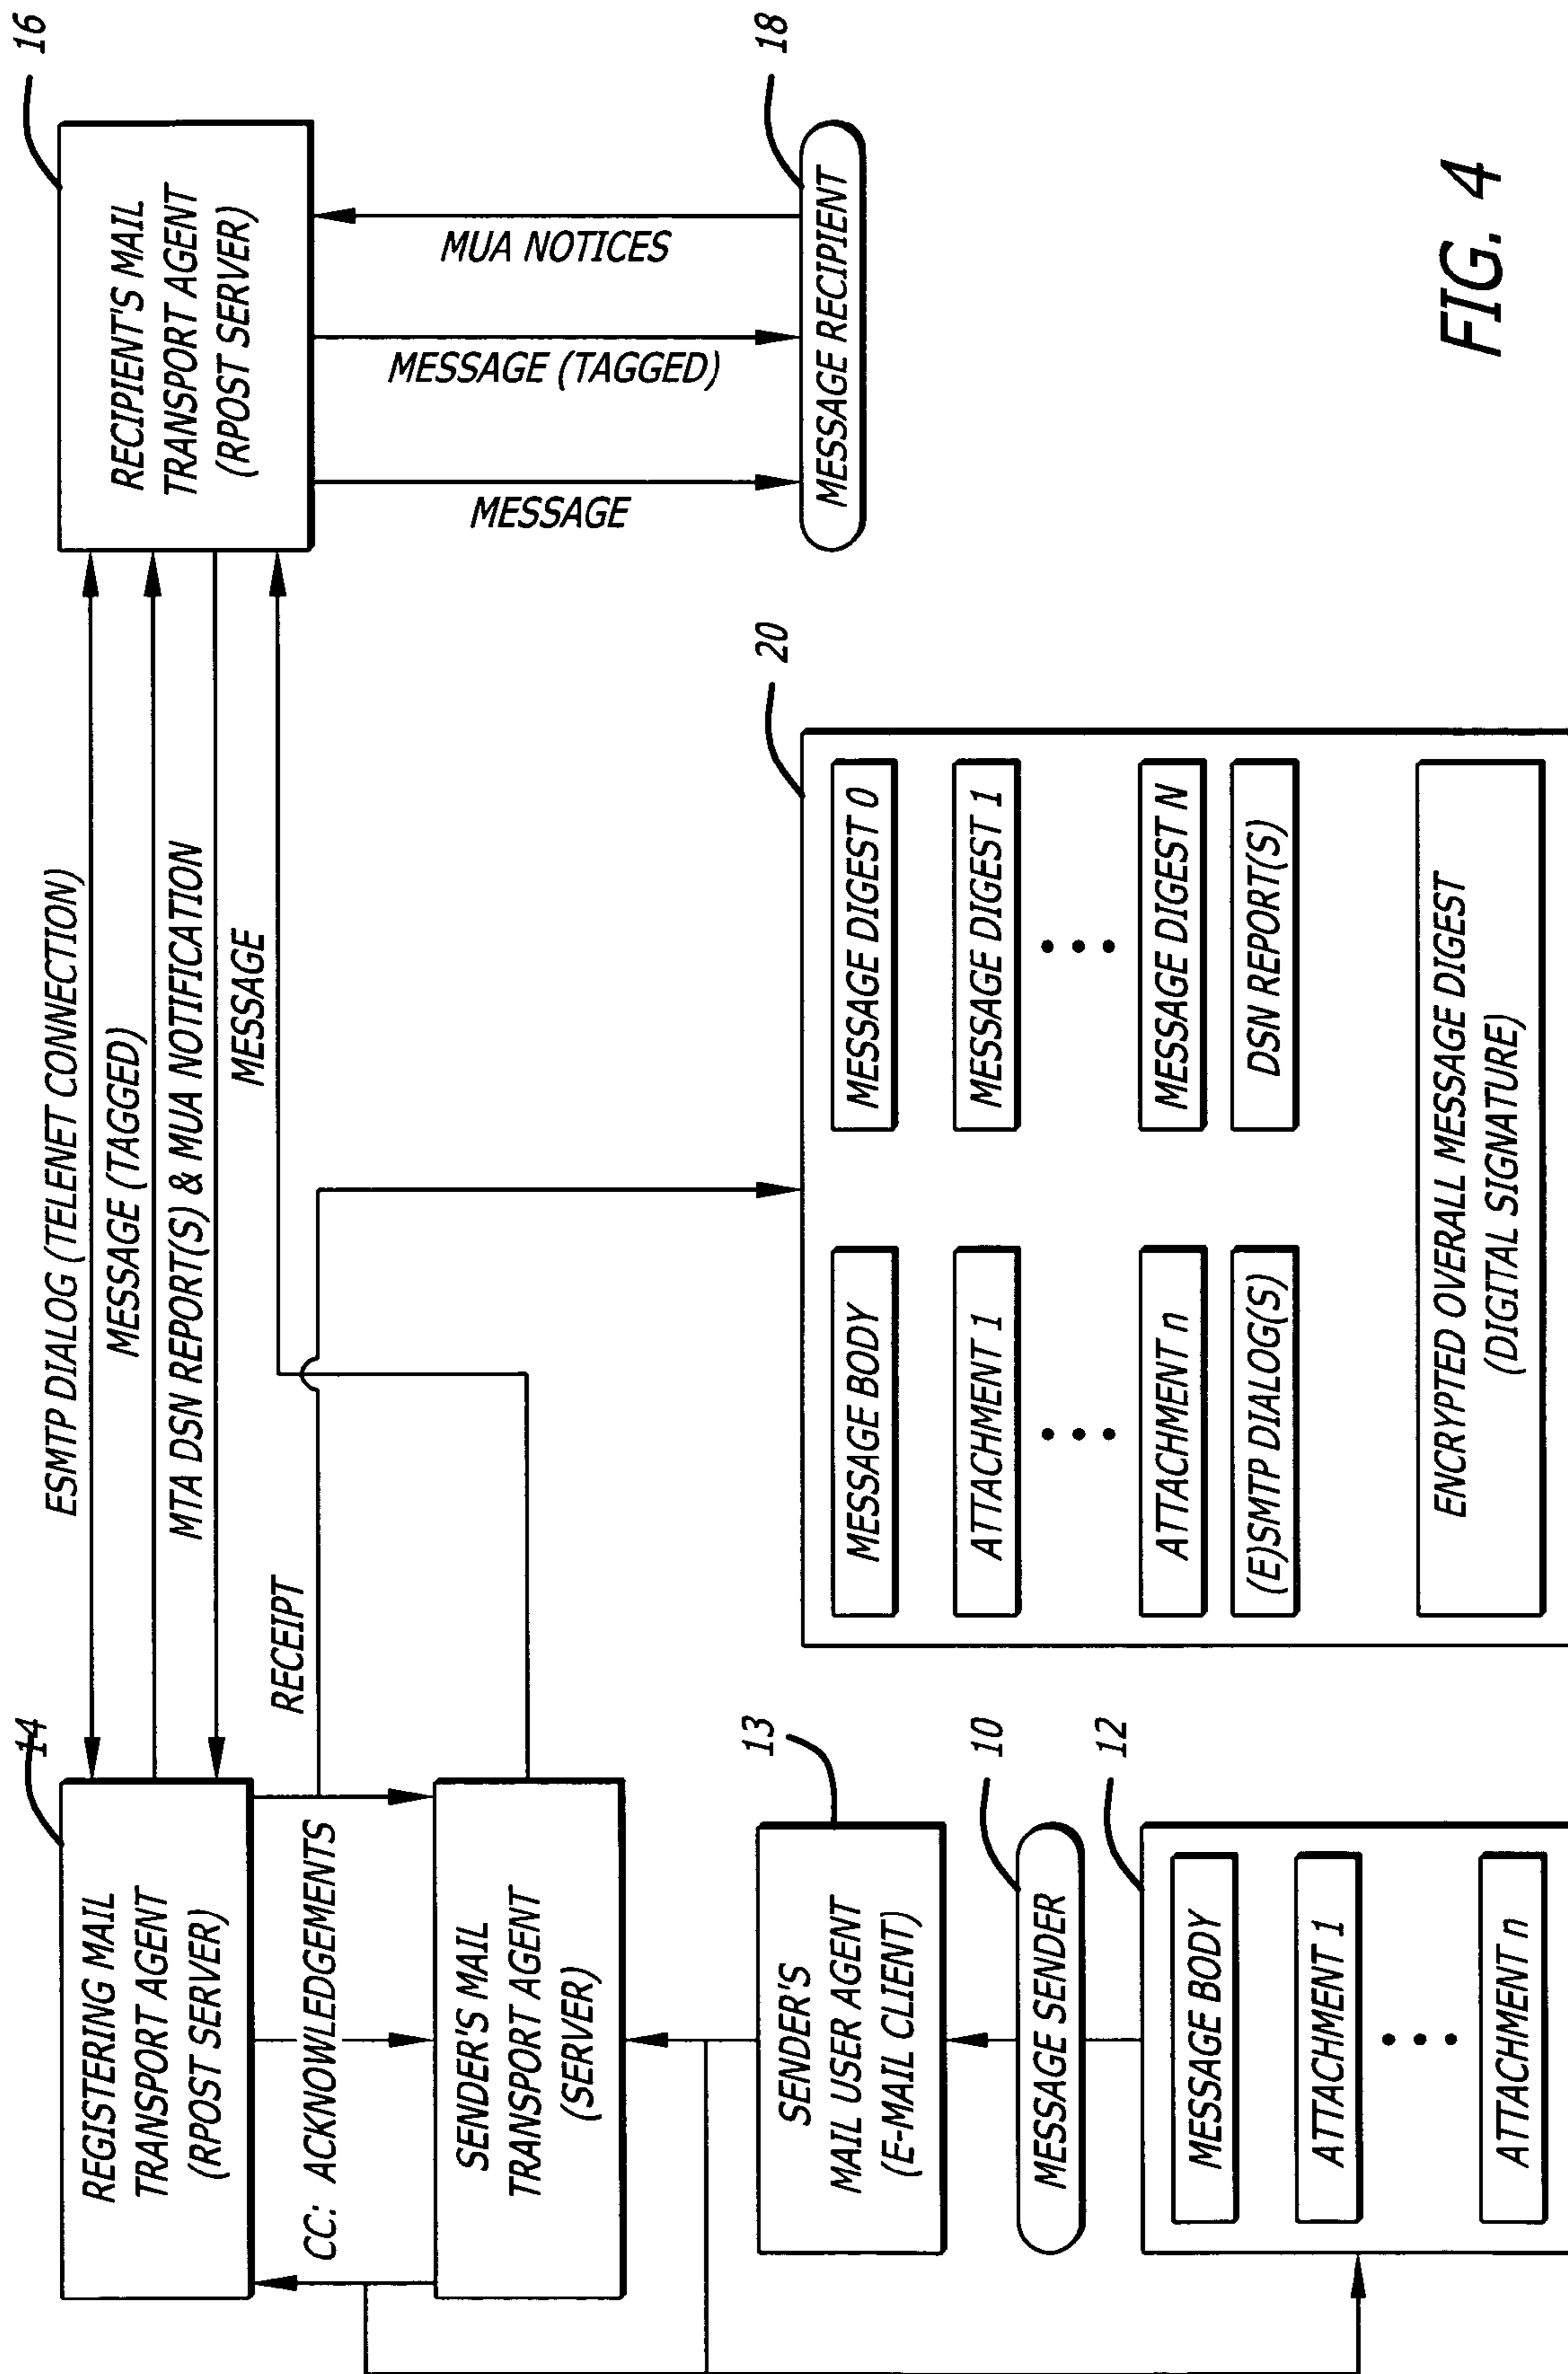 14
REGISTERING MAIL
TRANSPORT AGENT
(RPOST SERVER)
ESMTP DIALOG (TELENET CONNECTION)
MESSAGE (TAGGED)
MTA DSN REPORT(S) & MUA NOTIFICATION
MESSAGE
16
RECIPIENT'S MAIL
TRANSPORT AGENT
(RPOST SERVER)
CC: ACKNOWLEDGEMENTS
RECEIPT
SENDER'S MAIL
TRANSPORT AGENT
(SERVER)
MESSAGE
MESSAGE (TAGGED)
MUA NOTICES
18
MESSAGE RECIPIENT
13
SENDER'S
MAIL USER AGENT
(E-MAIL CLIENT)
10
MESSAGE SENDER
12
MESSAGE BODY
ATTACHMENT 1
ATTACHMENT n
20
MESSAGE BODY
MESSAGE DIGEST 0
ATTACHMENT 1
MESSAGE DIGEST 1
ATTACHMENT n
MESSAGE DIGEST N
(E)SMTP DIALOG(S)
DSN REPORT(S)
ENCRYPTED OVERALL MESSAGE DIGEST
(DIGITAL SIGNATURE)
FIG. 4